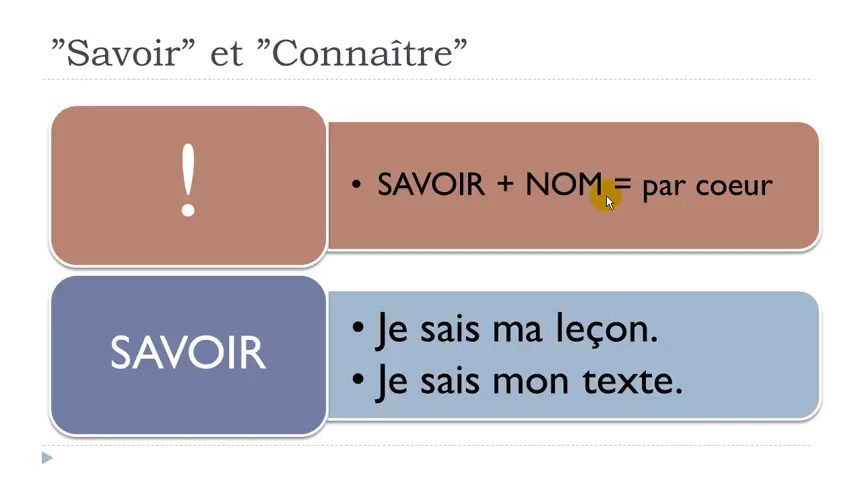 ”Savoir” et ”Connaître”
!
• SAVOIR + NOM = par coeur
SAVOIR
• Je sais ma leçon.
• Je sais mon texte.